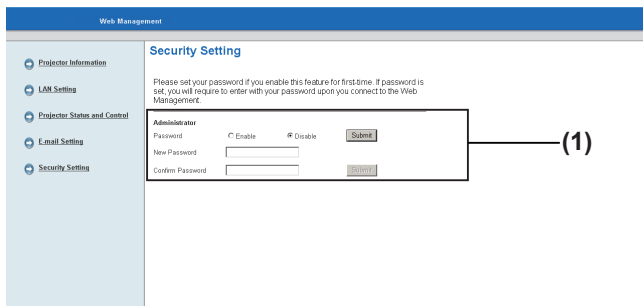 Web Management
Security Setting
Projector Information
LAN Setting
Projector Status and Control
E-mail Setting
Security Setting
Please set your password if you enable this feature for first-time. If password is
set, you will require to enter with your password upon you connect to the Web
Management.
Administrator
Password Enable Disable Submit
New Password
Confirm Password Submit
(1)